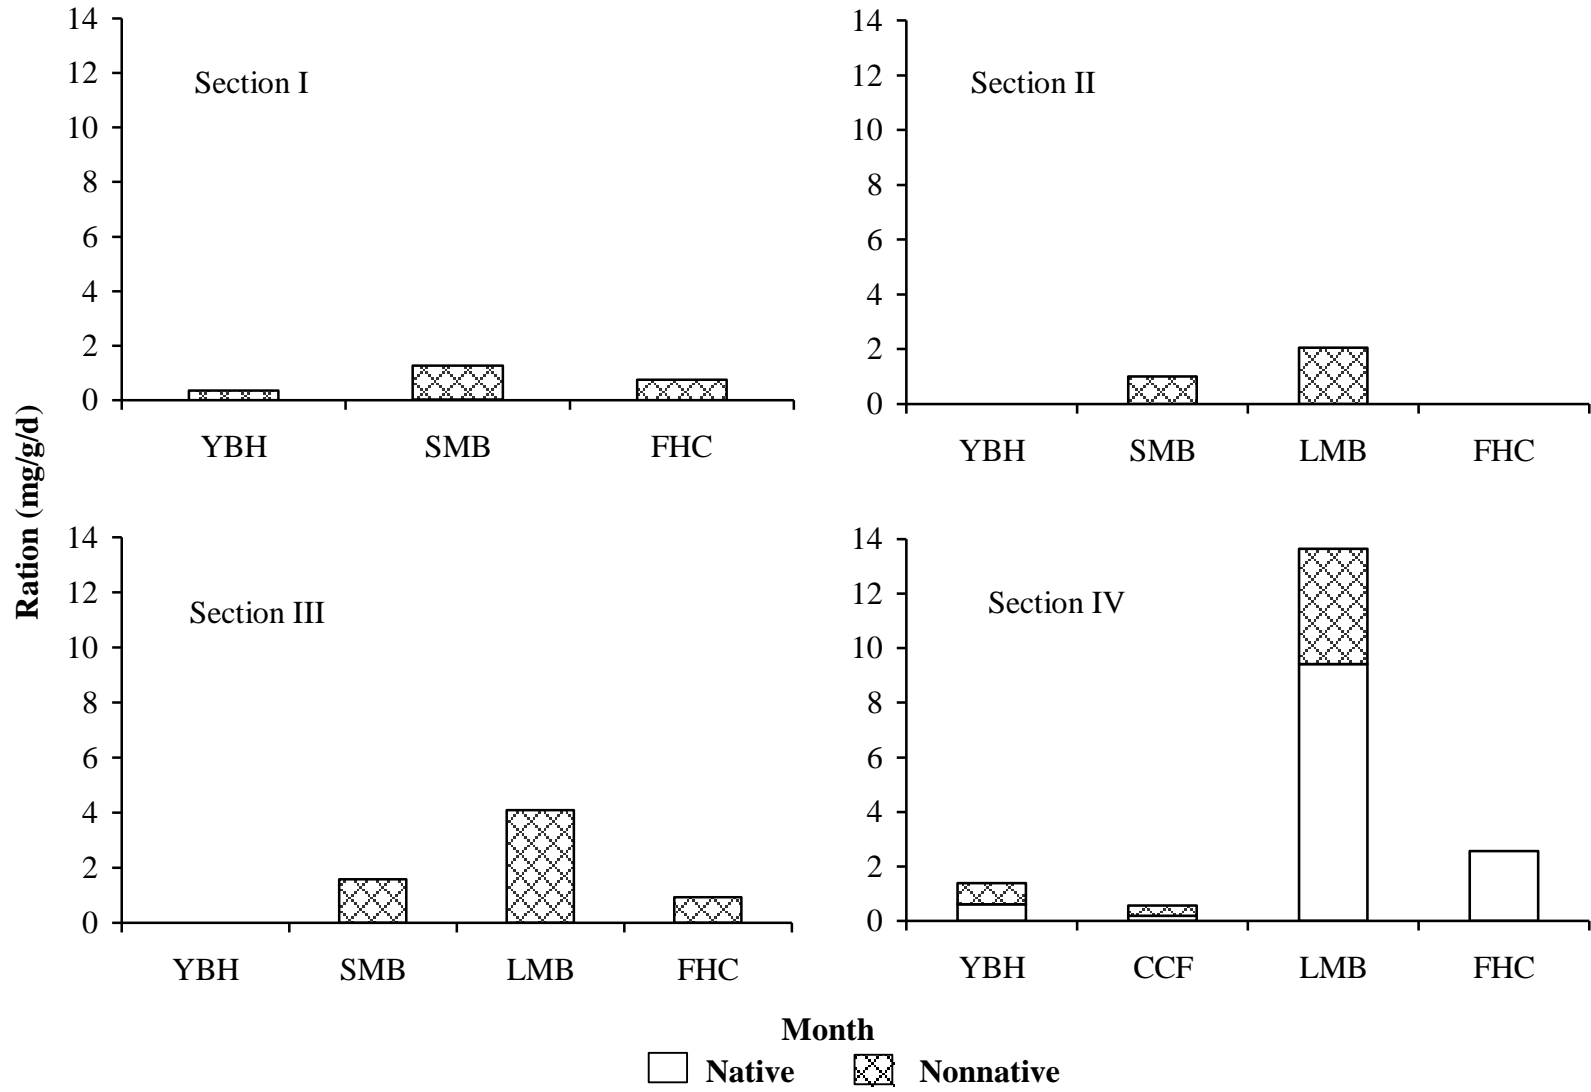 14
12
10
8
6
4
2
0
Section I
YBH SMB FHC
14
12
10
8
6
4
2
0
Section II
YBH SMB LMB FHC
Ration (mg/g/d)
14
12
10
8
6
4
2
0
Section III
YBH SMB LMB FHC
14
12
10
8
6
4
2
0
Section IV
YBH CCF LMB FHC
Month
Native Nonnative